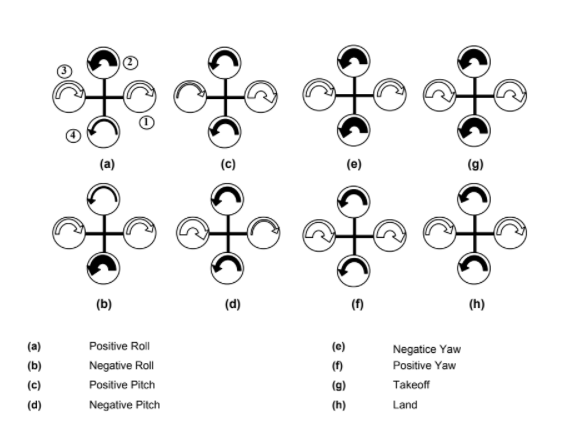 3 2
4 1
(a) (c) (e) (g)
(b) (d) (f) (h)
(a) Positive Roll (e) Negatice Yaw
(b) Negative Roll (f) Positive Yaw
(c) Positive Pitch (g) Takeoff
(d) Negative Pitch (h) Land